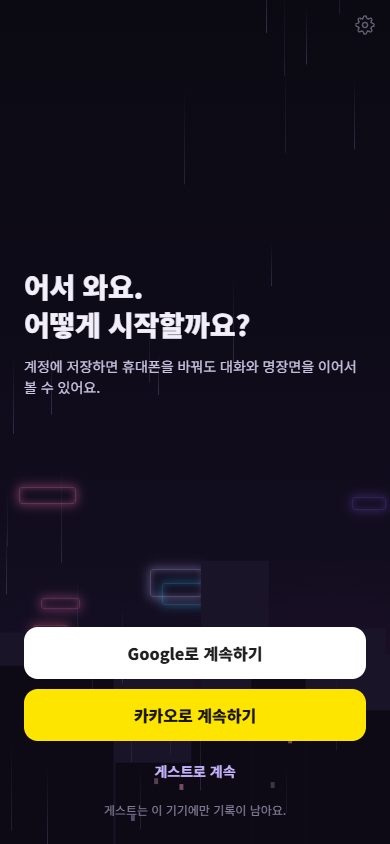 어서 와요.
어떻게 시작할까요?
계정에 저장하면 휴대폰을 바꿔도 대화와 명장면을 이어서
볼 수 있어요.
Google로 계속하기
카카오로 계속하기
게스트로 계속
게스트는 이 기기에만 기록이 남아요.